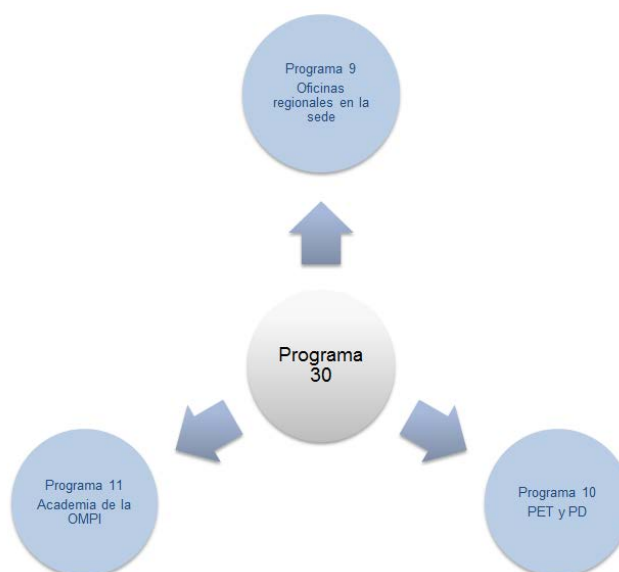 Programa 9
Oficinas
regionales en la
sede
Programa
30
Programa 11
Academia de la
OMPI
Programa 10
PET y PD